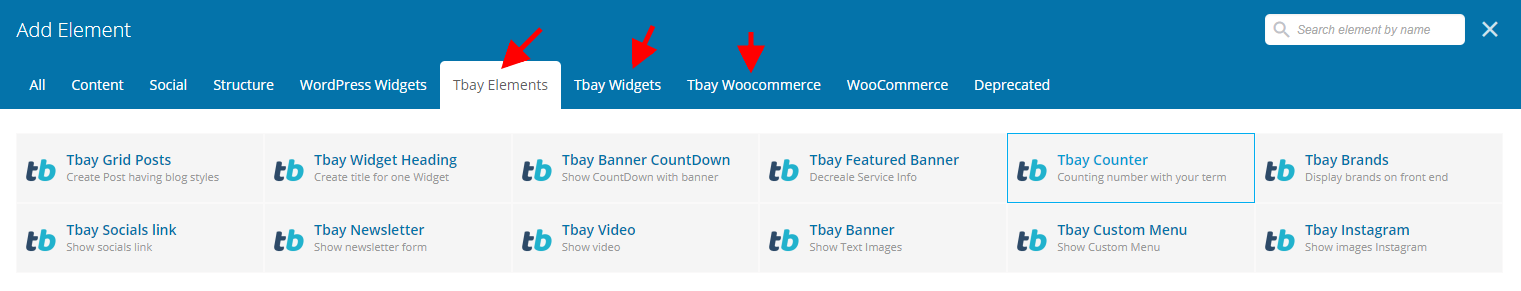 Add Element
Search element by name
All Content Social Structure WordPress Widgets Tbay Elements Tbay Widgets Tbay Woocommerce WooCommerce Deprecated
tb Tbay Grid Posts
Create Post having blog styles
tb Tbay Widget Heading
Create title for one Widget
tb Tbay Banner CountDown
Show CountDown with banner
tb Tbay Featured Banner
Decreale Service Info
tb Tbay Counter
Counting number with your term
tb Tbay Brands
Display brands on front end
tb Tbay Socials link
Show socials link
tb Tbay Newsletter
Show newsletter form
tb Tbay Video
Show video
tb Tbay Banner
Show Text Images
tb Tbay Custom Menu
Show Custom Menu
tb Tbay Instagram
Show images Instagram